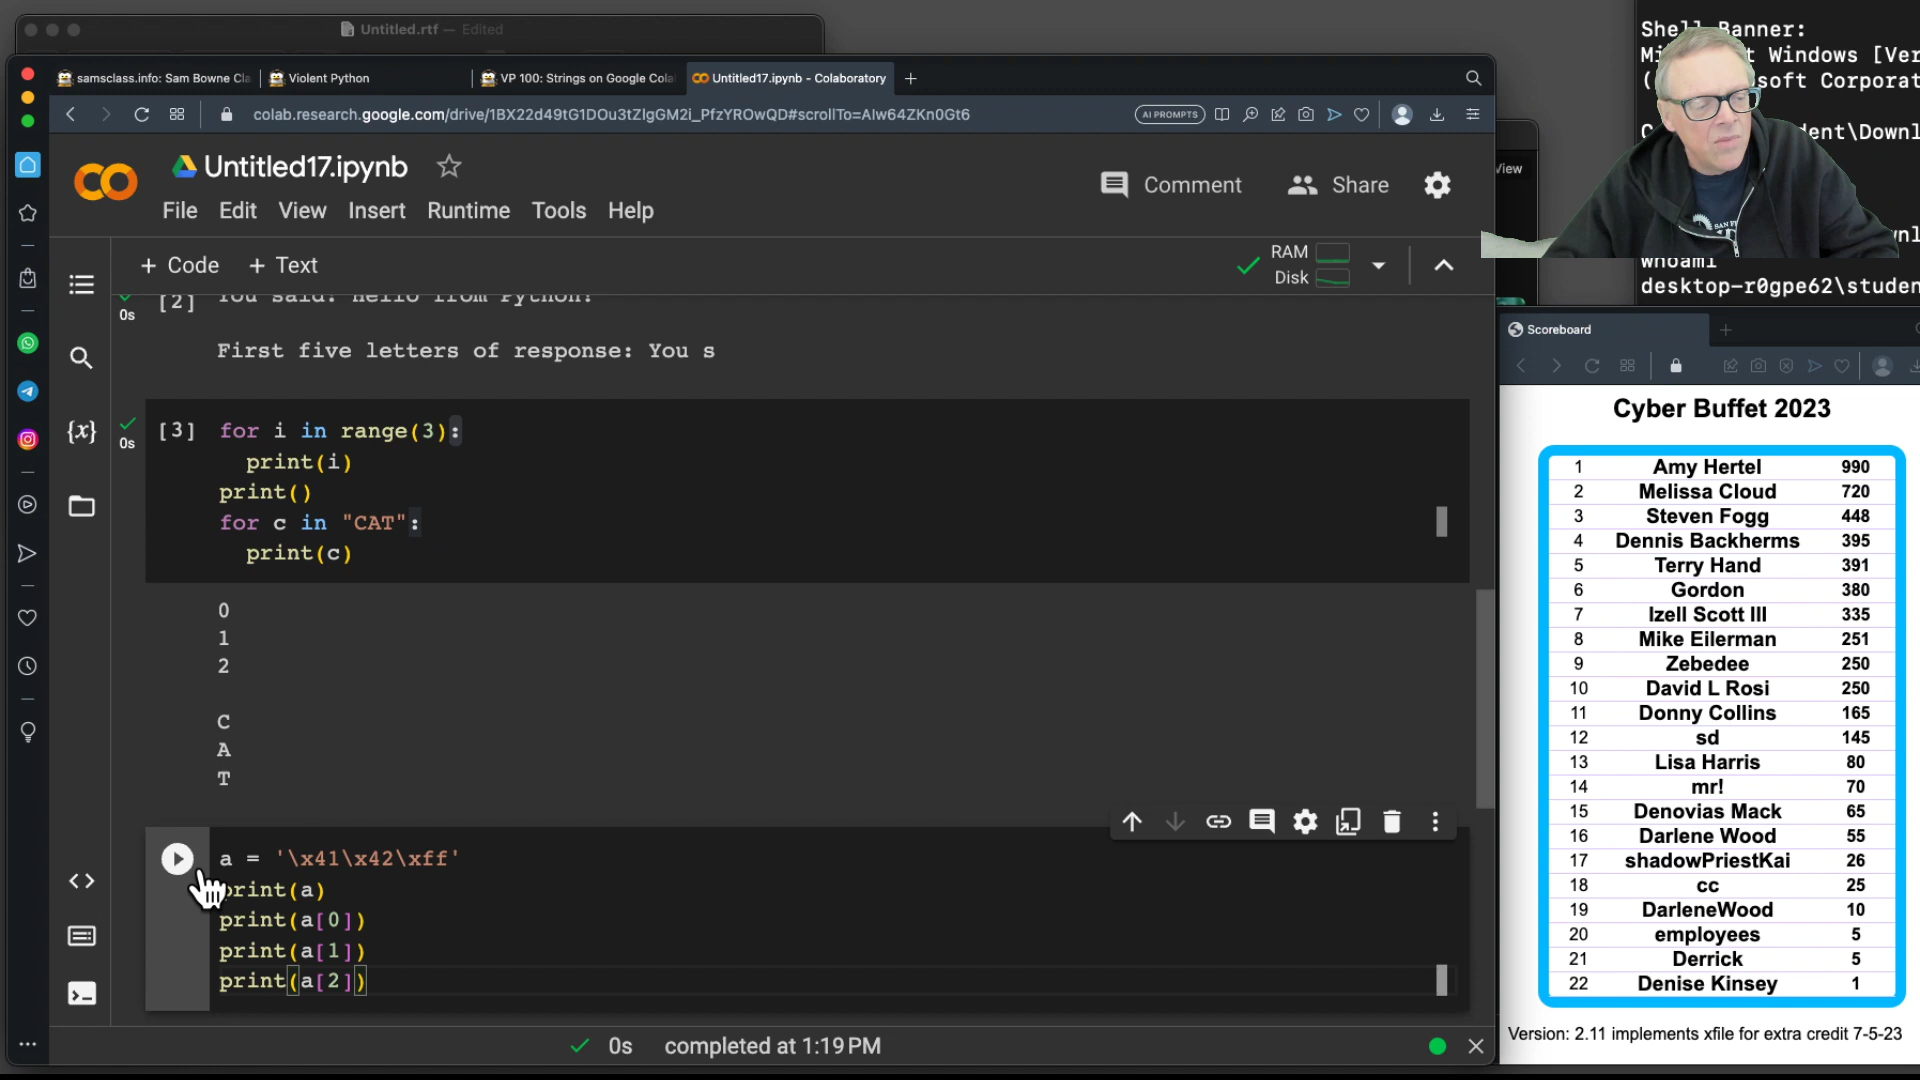 Untitled.rtf — Edited
samsclass.info: Sam Bowne Cla
Violent Python
VP 100: Strings on Google Cola
Untitled17.ipynb - Colaboratory
colab.research.google.com/drive/1BX22d49tG1DOu3tZlgGM2i_PfzYROwQD#scrollTo=AIw64ZKn0Gt6
AI PROMPTS
Untitled17.ipynb
Comment
Share
File Edit View Insert Runtime Tools Help
+ Code + Text
RAM
Disk
[2] You said: Hello from Python!
0s
First five letters of response: You s
[3] for i in range(3):
0s
print(i)
print()
for c in "CAT":
print(c)
0
1
2
C
A
T
a = '\x41\x42\xff'
print(a)
print(a[0])
print(a[1])
print(a[2])
0s completed at 1:19 PM
Shell Banner:
Windows [Ver
Corporat
View
whoami
desktop-r0gpe62\studen
Scoreboard
Cyber Buffet 2023
1 Amy Hertel 990
2 Melissa Cloud 720
3 Steven Fogg 448
4 Dennis Backherms 395
5 Terry Hand 391
6 Gordon 380
7 Izell Scott III 335
8 Mike Eilerman 251
9 Zebedee 250
10 David L Rosi 250
11 Donny Collins 165
12 sd 145
13 Lisa Harris 80
14 mr! 70
15 Denovias Mack 65
16 Darlene Wood 55
17 shadowPriestKai 26
18 cc 25
19 DarleneWood 10
20 employees 5
21 Derrick 5
22 Denise Kinsey 1
Version: 2.11 implements xfile for extra credit 7-5-23